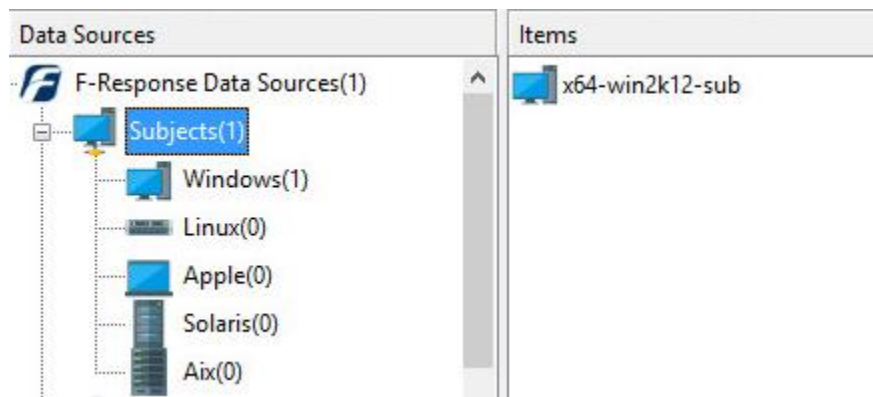 Data Sources
F-Response Data Sources(1)
Subjects(1)
Windows(1)
Linux(0)
Apple(0)
Solaris(0)
Aix(0)
Items
x64-win2k12-sub